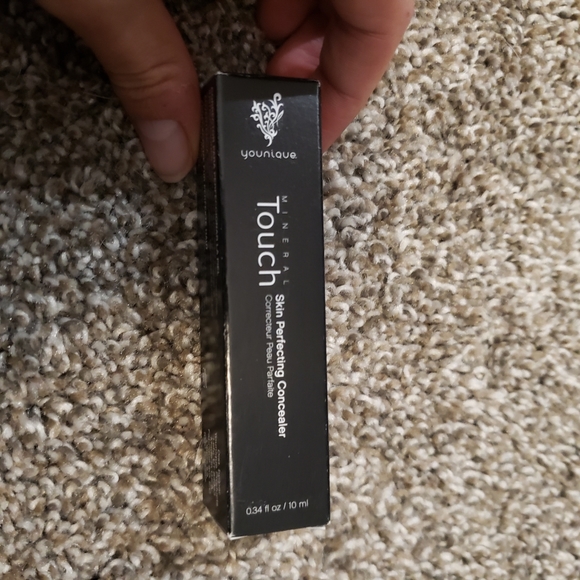 younique.
MINERAL
Touch
Skin Perfecting Concealer
Correcteur Peau Parfaite
0.34 fl oz / 10 ml